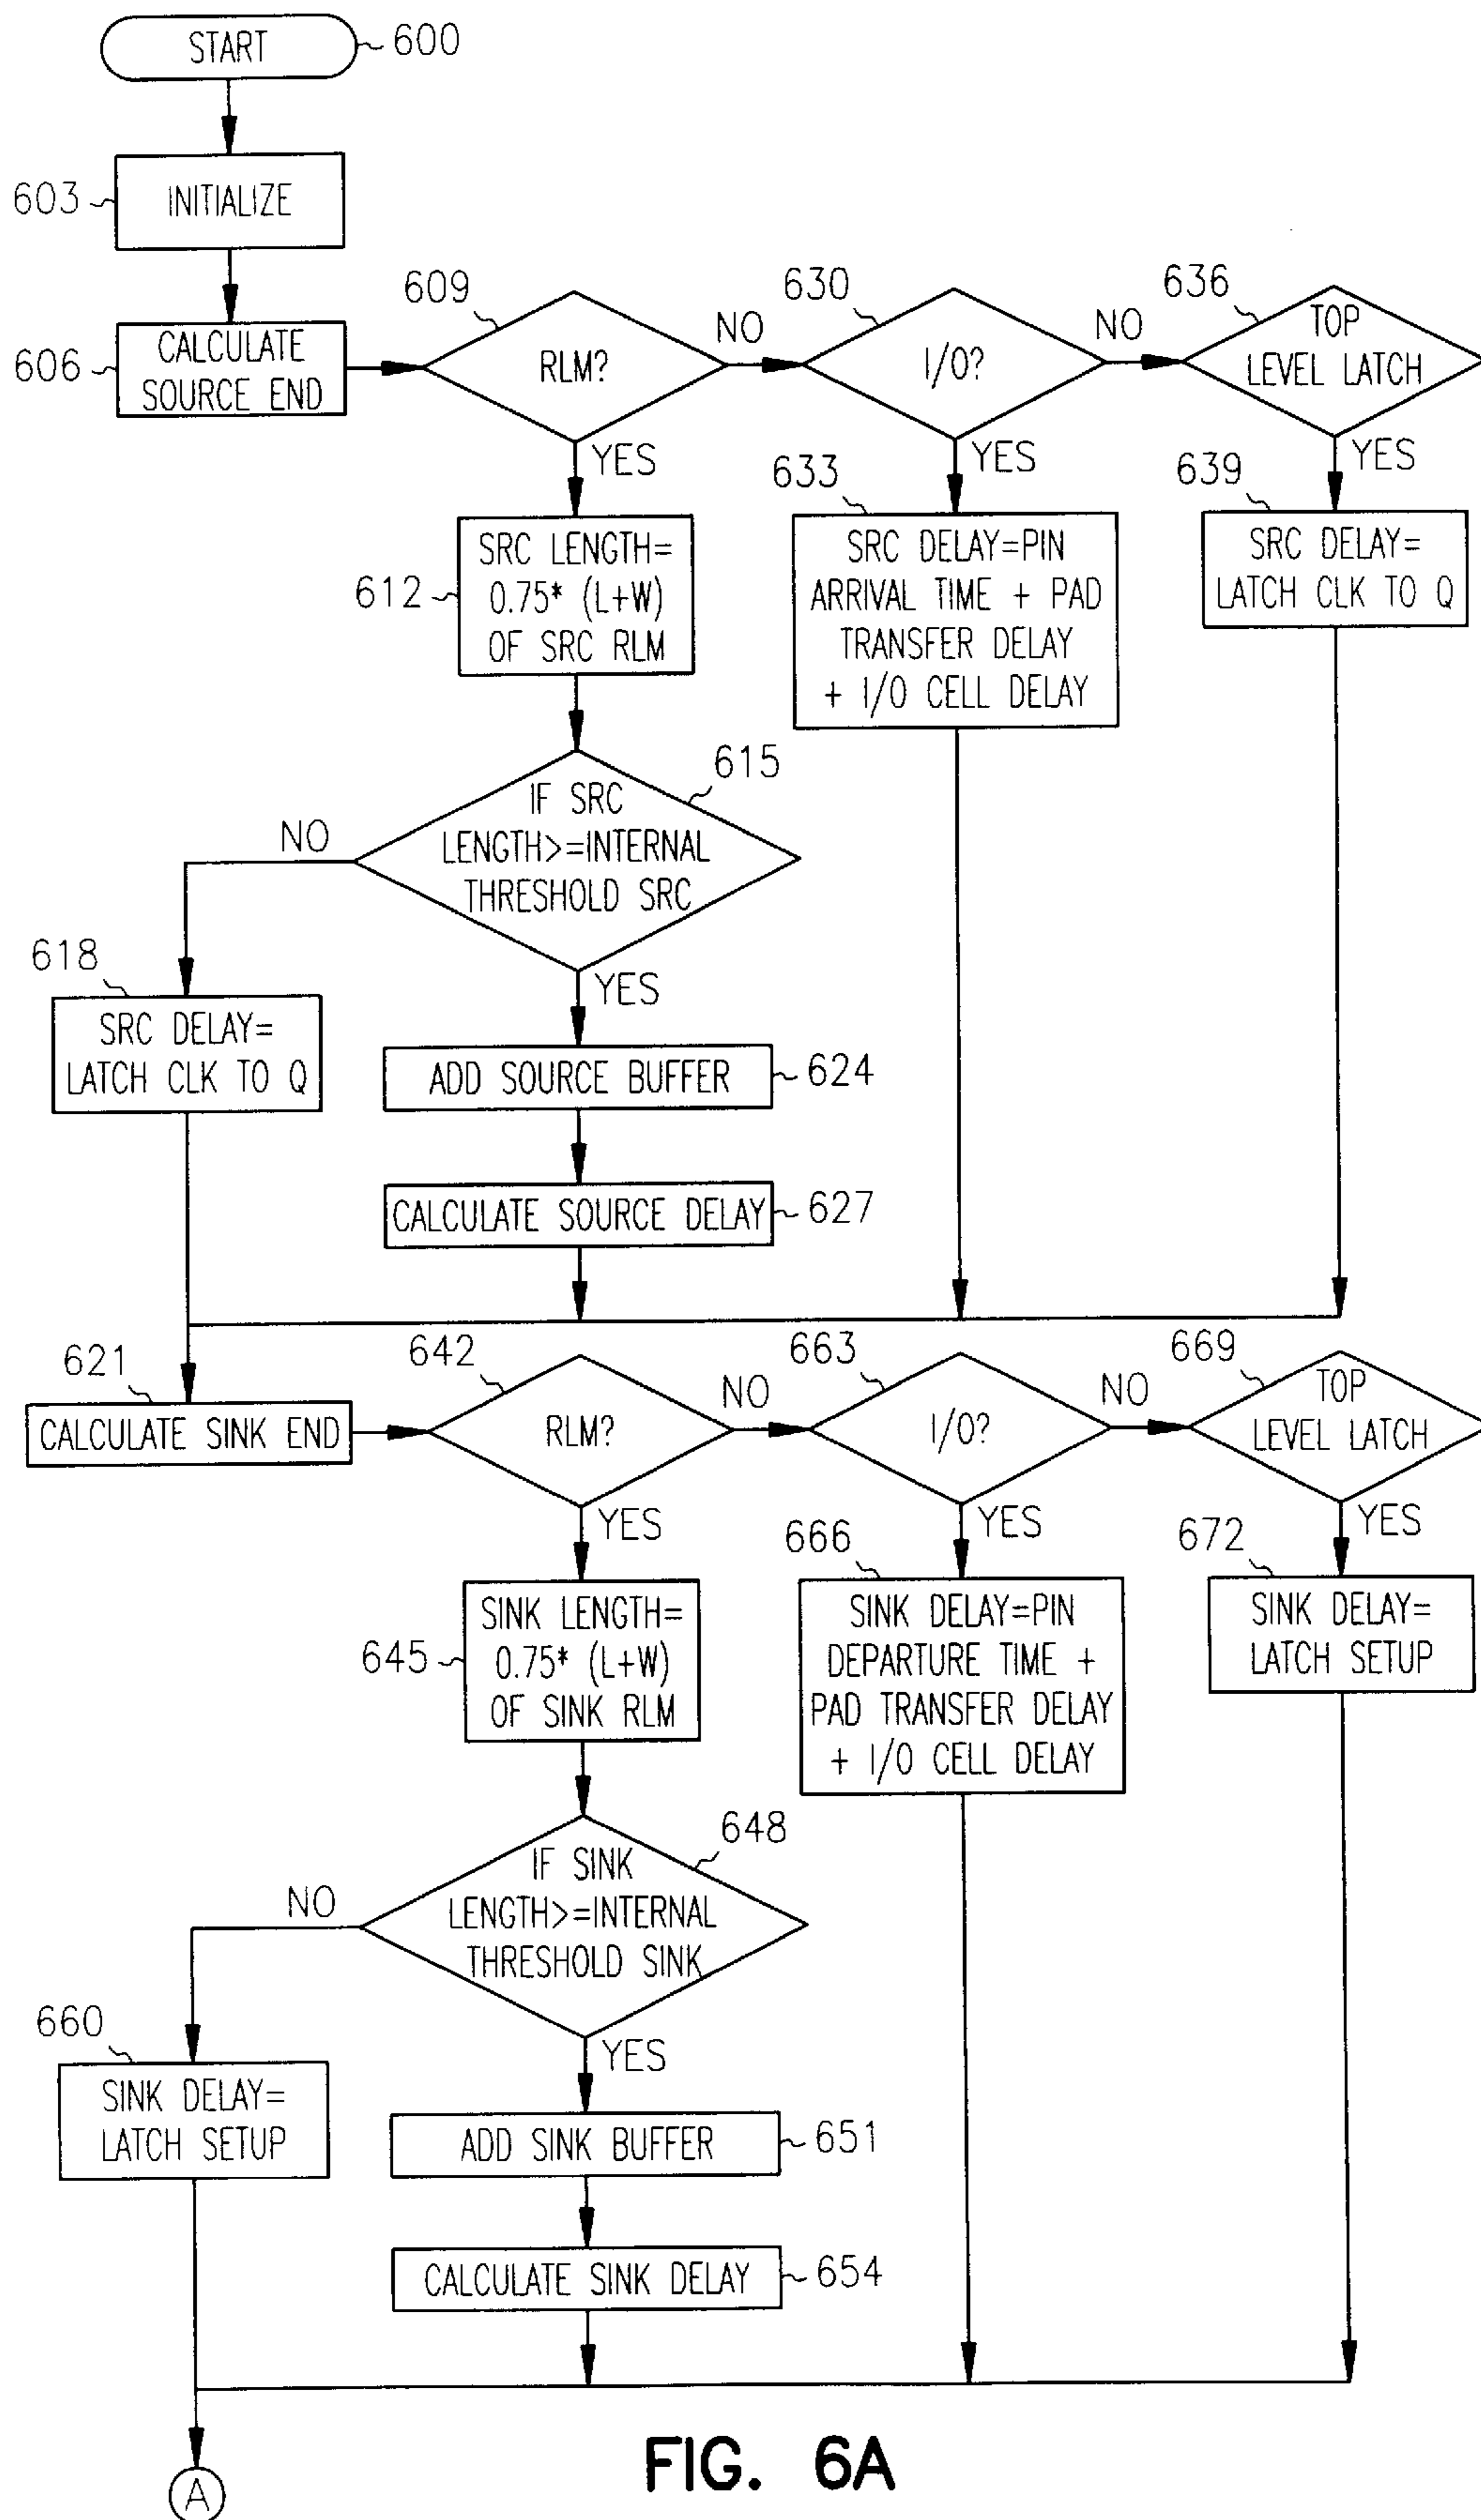 START
600
603
INITIALIZE
606
CALCULATE
SOURCE END
609
RLM?
NO
YES
630
I/O?
NO
YES
636
TOP
LEVEL LATCH
YES
612
SRC LENGTH=
0.75* (L+W)
OF SRC RLM
633
SRC DELAY=PIN
ARRIVAL TIME + PAD
TRANSFER DELAY
+ I/O CELL DELAY
639
SRC DELAY=
LATCH CLK TO Q
615
IF SRC
LENGTH>=INTERNAL
THRESHOLD SRC
NO
YES
618
SRC DELAY=
LATCH CLK TO Q
ADD SOURCE BUFFER
624
CALCULATE SOURCE DELAY
627
621
CALCULATE SINK END
642
RLM?
NO
YES
663
I/O?
NO
YES
669
TOP
LEVEL LATCH
YES
645
SINK LENGTH=
0.75* (L+W)
OF SINK RLM
666
SINK DELAY=PIN
DEPARTURE TIME +
PAD TRANSFER DELAY
+ I/O CELL DELAY
672
SINK DELAY=
LATCH SETUP
648
IF SINK
LENGTH>=INTERNAL
THRESHOLD SINK
NO
YES
660
SINK DELAY=
LATCH SETUP
ADD SINK BUFFER
651
CALCULATE SINK DELAY
654
A
FIG. 6A